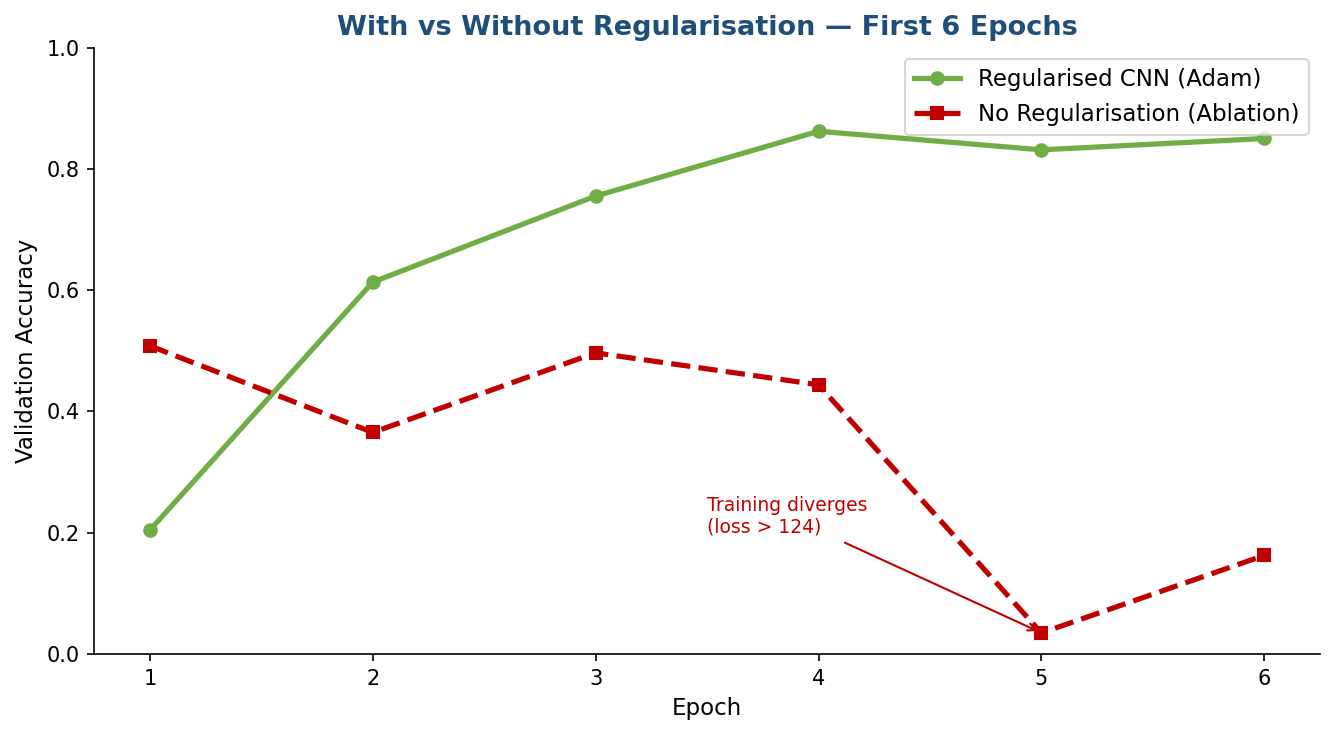 With vs Without Regularisation — First 6 Epochs
Regularised CNN (Adam)
No Regularisation (Ablation)
Validation Accuracy
1.0
0.8
0.6
0.4
0.2
0.0
Training diverges
(loss > 124)
1 2 3 4 5 6
Epoch